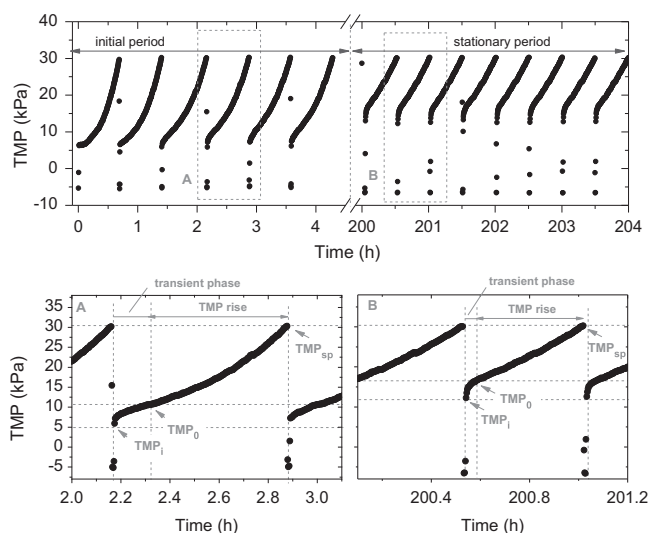 40
30
20
10
0
-10
TMP (kPa)
initial period
stationary period
A
B
0 1 2 3 4 200 201 202 203 204
Time (h)
transient phase
transient phase
A
TMP rise
B
TMP rise
35
30
25
20
15
10
5
0
-5
TMP (kPa)
TMPsp
TMP0
TMPi
TMPsp
TMP0
TMPi
2.0 2.2 2.4 2.6 2.8 3.0
200.4 200.8 201.2
Time (h)
Time (h)